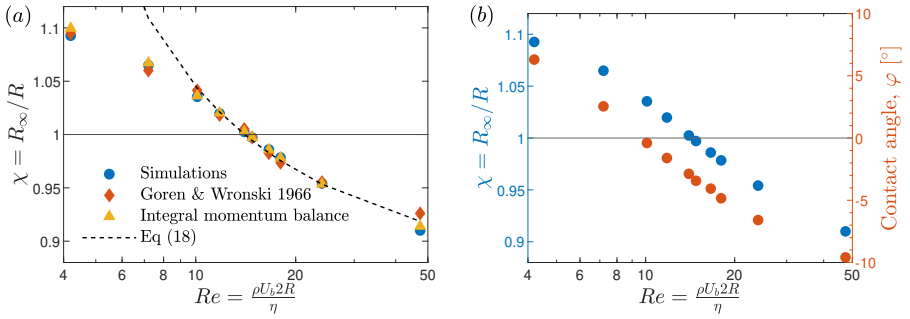 (a)
1.1
1.05
1
0.95
0.9
χ = R∞/R
Simulations
Goren & Wronski 1966
Integral momentum balance
Eq (18)
4 6 8 10 20 50
Re = ρU_b2R/η
(b)
1.1
1.05
1
0.95
0.9
χ = R∞/R
4 6 8 10 20 50
Re = ρU_b2R/η
10
5
0
-5
-10
Contact angle, φ [°]